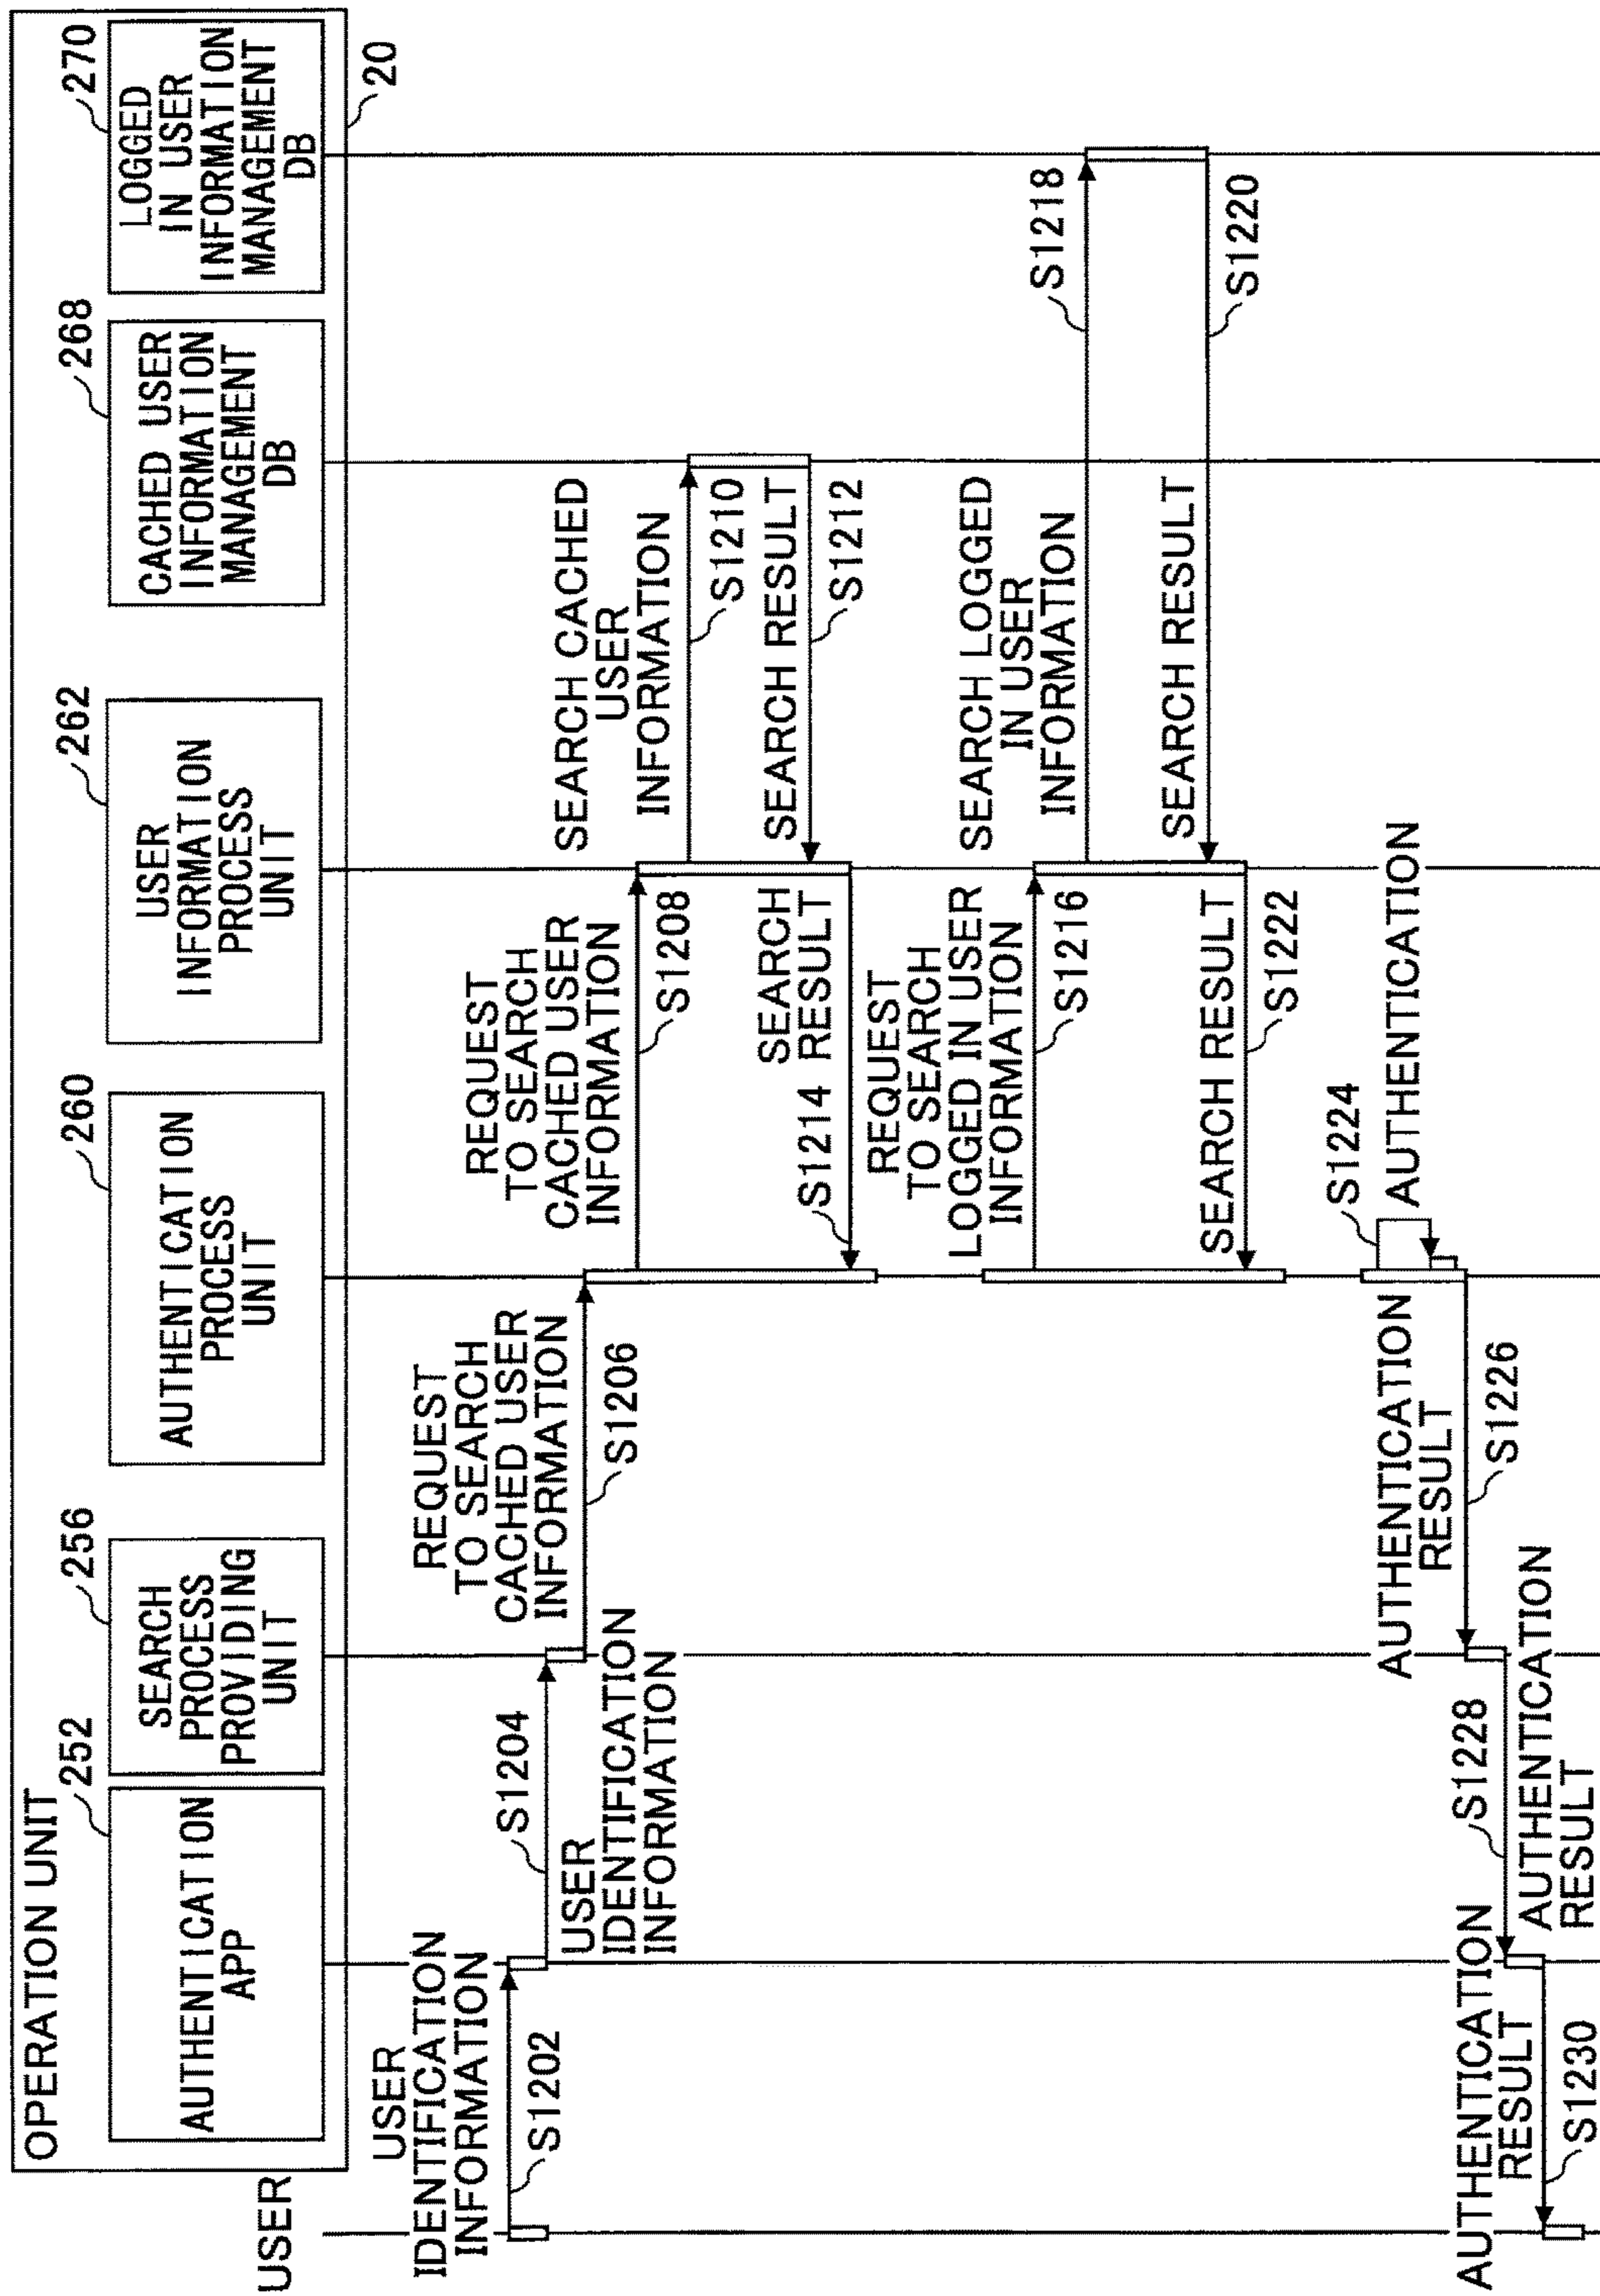 OPERATION UNIT
20
USER
252
AUTHENTICATION
APP
256
SEARCH
PROCESS
PROVIDING
UNIT
260
AUTHENTICATION
PROCESS
UNIT
262
USER
INFORMATION
PROCESS
UNIT
268
CACHED USER
INFORMATION
MANAGEMENT
DB
270
LOGGED
IN USER
INFORMATION
MANAGEMENT
DB
USER
IDENTIFICATION
INFORMATION
S1202
S1204
USER
IDENTIFICATION
INFORMATION
REQUEST
TO SEARCH
CACHED USER
INFORMATION
S1206
REQUEST
TO SEARCH
CACHED USER
INFORMATION
S1208
SEARCH CACHED
USER
INFORMATION
S1210
SEARCH RESULT
S1212
SEARCH
RESULT
S1214
REQUEST
TO SEARCH
LOGGED IN USER
INFORMATION
S1216
SEARCH LOGGED
IN USER
INFORMATION
S1218
SEARCH RESULT
S1220
SEARCH RESULT
S1222
S1224
AUTHENTICATION
AUTHENTICATION
RESULT
S1226
S1228
AUTHENTICATION
RESULT
AUTHENTICATION
RESULT
S1230